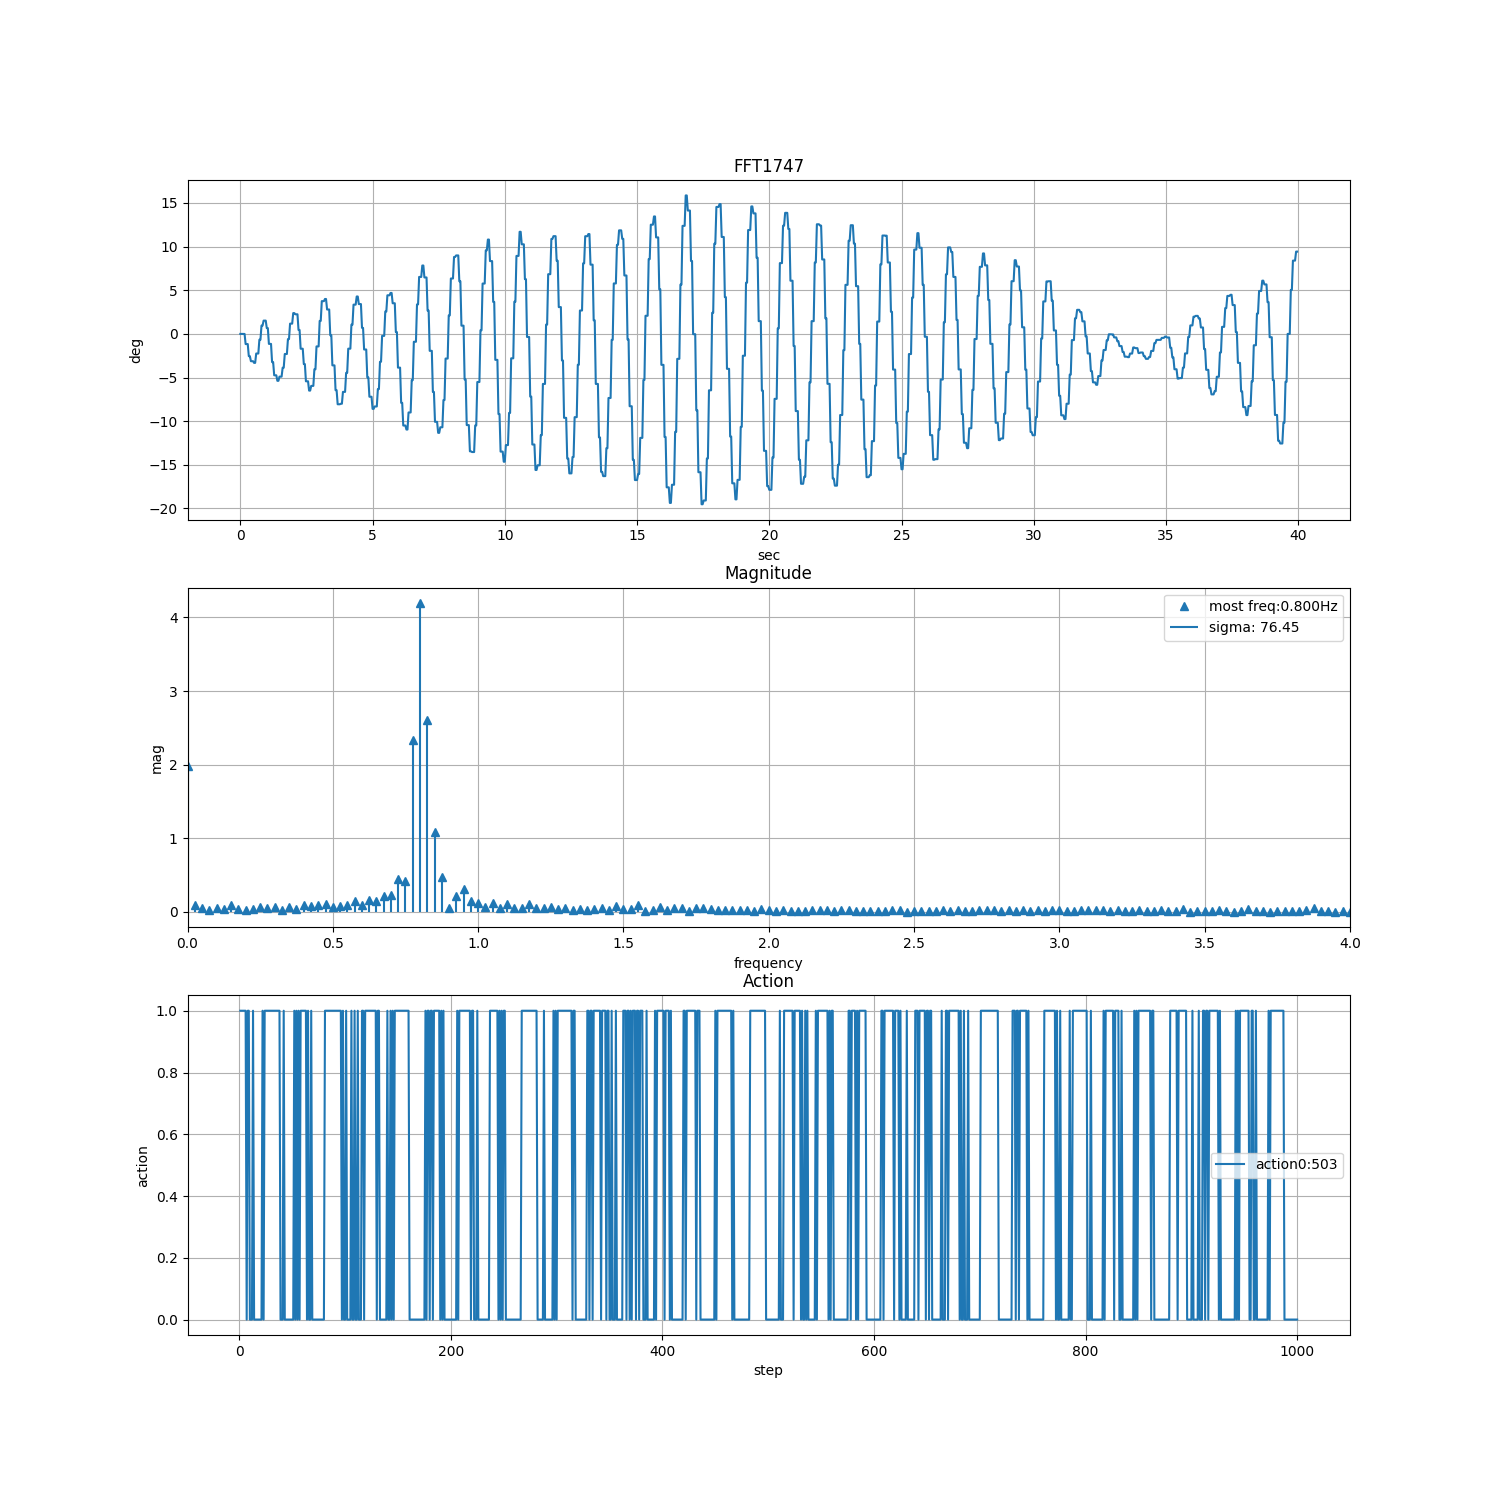 FFT1747
15
10
5
0
−5
−10
−15
−20
deg
0 5 10 15 20 25 30 35 40
sec
Magnitude
most freq:0.800Hz
sigma: 76.45
4
3
2
1
0
mag
0.0 0.5 1.0 1.5 2.0 2.5 3.0 3.5 4.0
frequency
Action
1.0
0.8
0.6
0.4
0.2
0.0
action
action0:503
0 200 400 600 800 1000
step